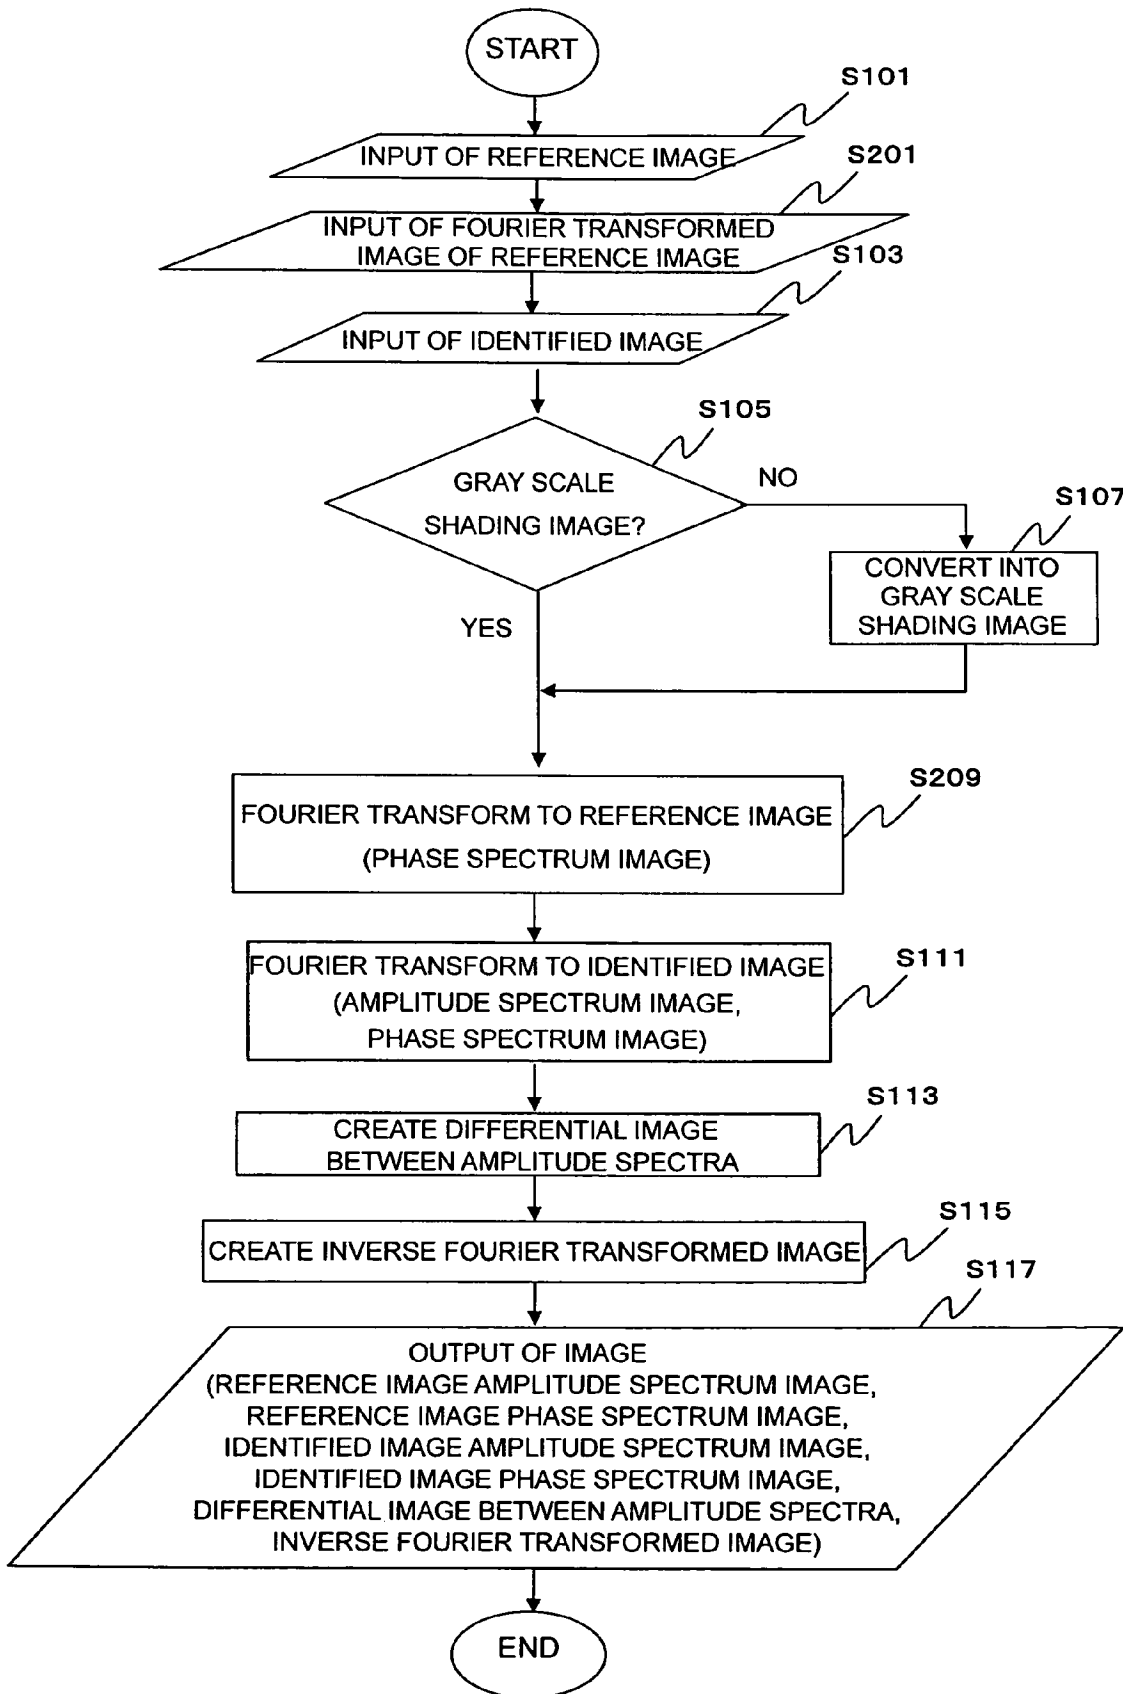 START
S101
INPUT OF REFERENCE IMAGE
S201
INPUT OF FOURIER TRANSFORMED
IMAGE OF REFERENCE IMAGE
S103
INPUT OF IDENTIFIED IMAGE
S105
GRAY SCALE
SHADING IMAGE?
NO
S107
CONVERT INTO
GRAY SCALE
SHADING IMAGE
YES
S209
FOURIER TRANSFORM TO REFERENCE IMAGE
(PHASE SPECTRUM IMAGE)
S111
FOURIER TRANSFORM TO IDENTIFIED IMAGE
(AMPLITUDE SPECTRUM IMAGE,
PHASE SPECTRUM IMAGE)
S113
CREATE DIFFERENTIAL IMAGE
BETWEEN AMPLITUDE SPECTRA
S115
CREATE INVERSE FOURIER TRANSFORMED IMAGE
S117
OUTPUT OF IMAGE
(REFERENCE IMAGE AMPLITUDE SPECTRUM IMAGE,
REFERENCE IMAGE PHASE SPECTRUM IMAGE,
IDENTIFIED IMAGE AMPLITUDE SPECTRUM IMAGE,
IDENTIFIED IMAGE PHASE SPECTRUM IMAGE,
DIFFERENTIAL IMAGE BETWEEN AMPLITUDE SPECTRA,
INVERSE FOURIER TRANSFORMED IMAGE)
END